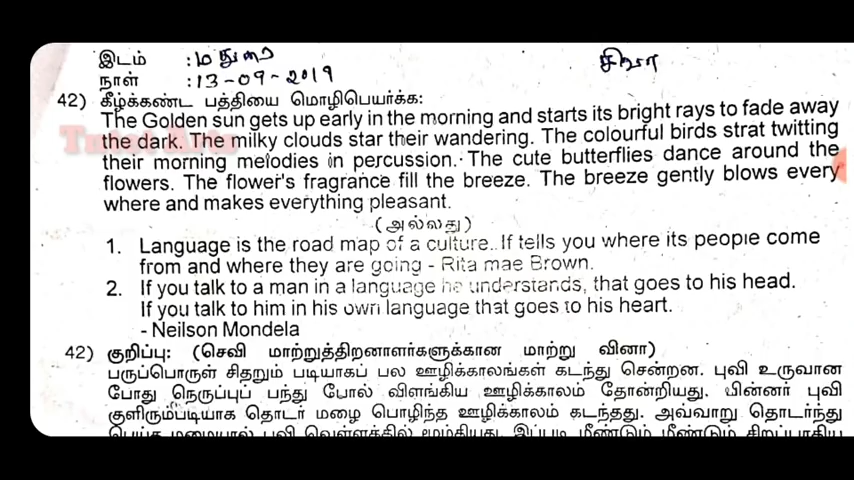 இடம் : மதுரை
சிவா
நாள் : 13-09-2019
42) கீழ்க்கண்ட பத்தியை மொழிபெயர்க்க:
The Golden sun gets up early in the morning and starts its bright rays to fade away
the dark. The milky clouds star their wandering. The colourful birds strat twitting
their morning melodies in percussion. The cute butterflies dance around the
flowers. The flower's fragrance fill the breeze. The breeze gently blows every
where and makes everything pleasant.
(அல்லது)
1. Language is the road map of a culture. If tells you where its people come
from and where they are going - Rita mae Brown.
2. If you talk to a man in a language he understands, that goes to his head.
If you talk to him in his own language that goes to his heart.
- Neilson Mondela
42) குறிப்பு: (செவி மாற்றுத்திறனாளர்களுக்கான மாற்று வினா)
பருப்பொருள் சிதறும் படியாகப் பல ஊழிக்காலங்கள் கடந்து சென்றன. புவி உருவான
போது நெருப்புப் பந்து போல் விளங்கிய ஊழிக்காலம் தோன்றியது. பின்னர் புவி
குளிரும்படியாக தொடர் மழை பொழிந்த ஊழிக்காலம் கடந்தது. அவ்வாறு தொடர்ந்து
பெய்த மழையால் புவி வெள்ளத்தில் மூழ்கியது. இப்படி மீண்டும் மீண்டும் சிறப்பாகிய